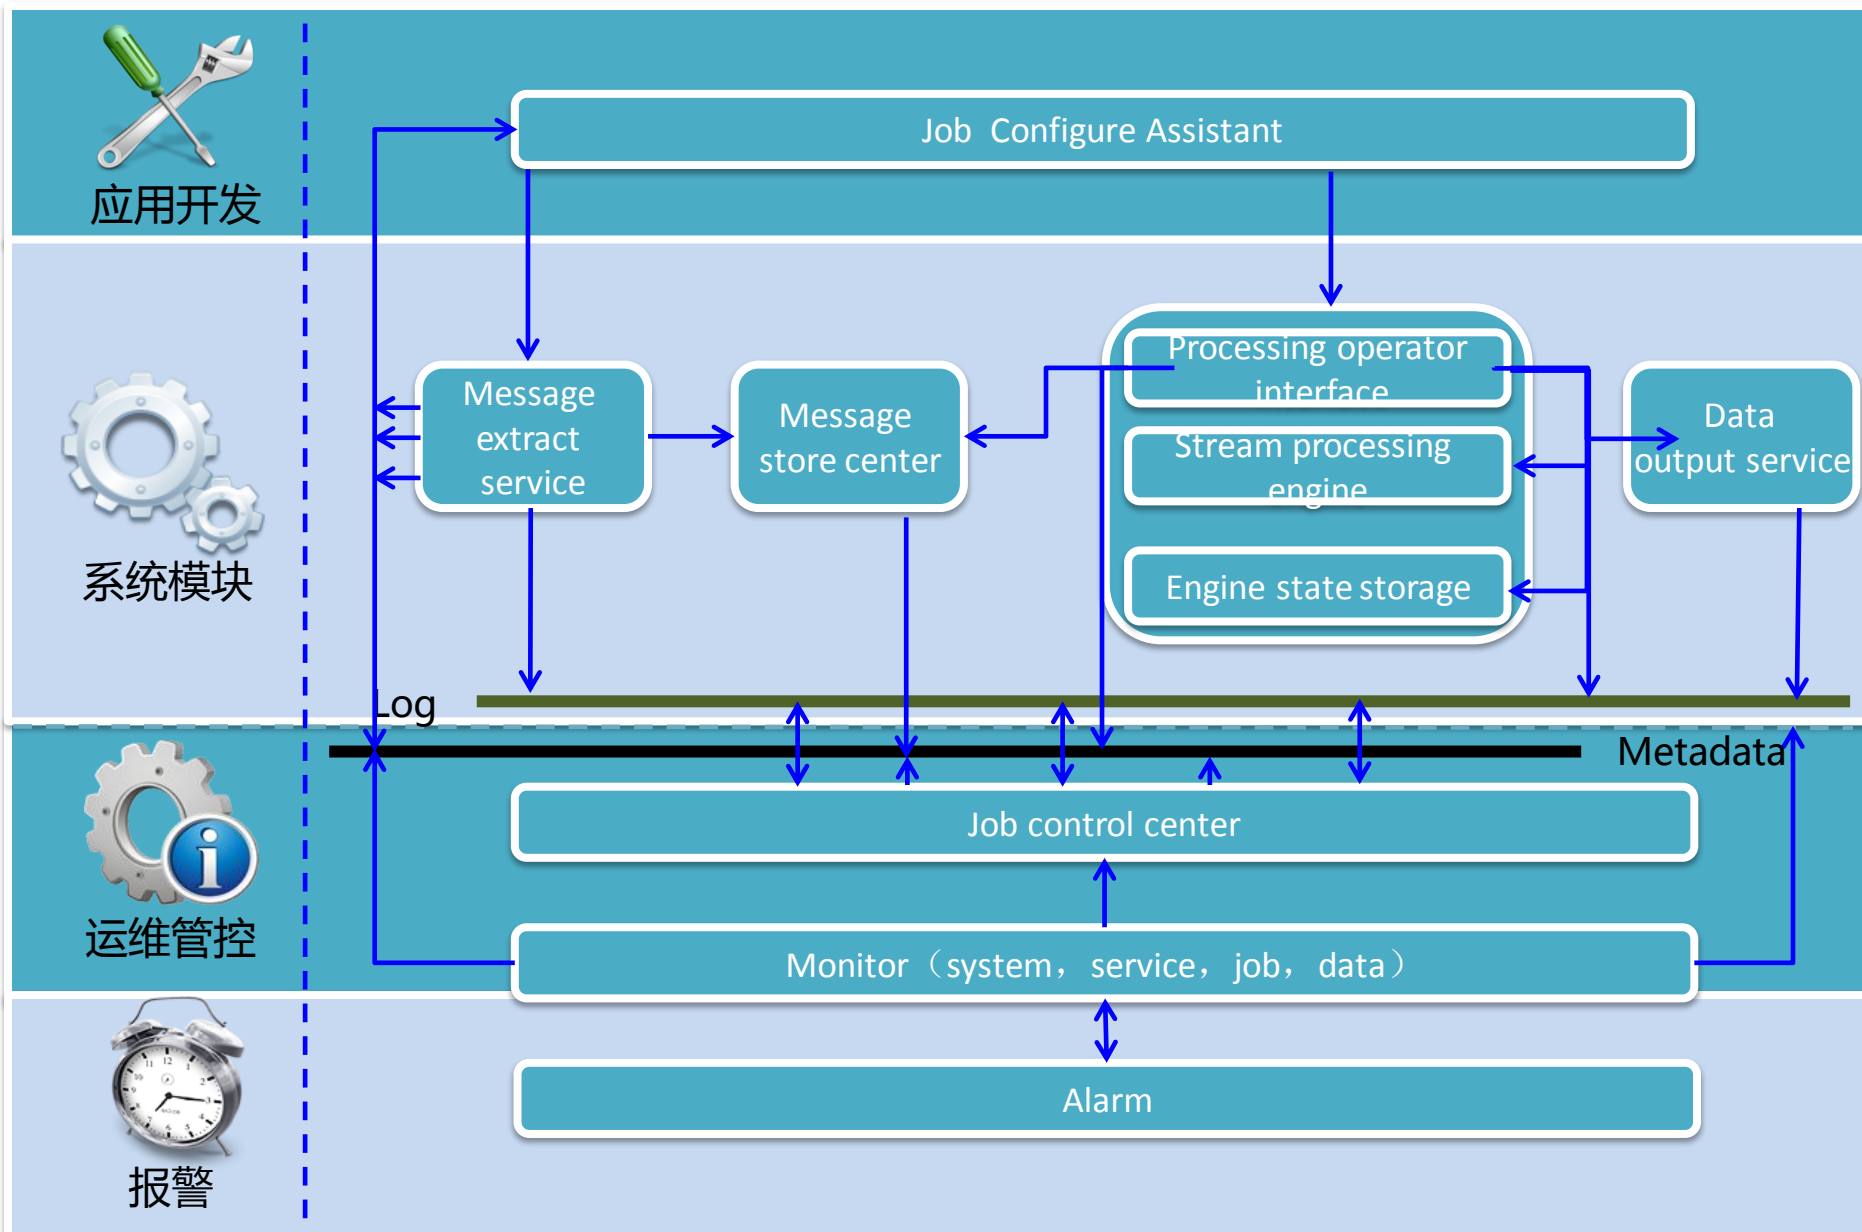 应用开发
Job Configure Assistant
系统模块
Message
extract
service
Message
store center
Processing operator
interface
Stream processing
engine
Engine state storage
Data
output service
Log
Metadata
运维管控
Job control center
Monitor（system，service，job，data）
报警
Alarm